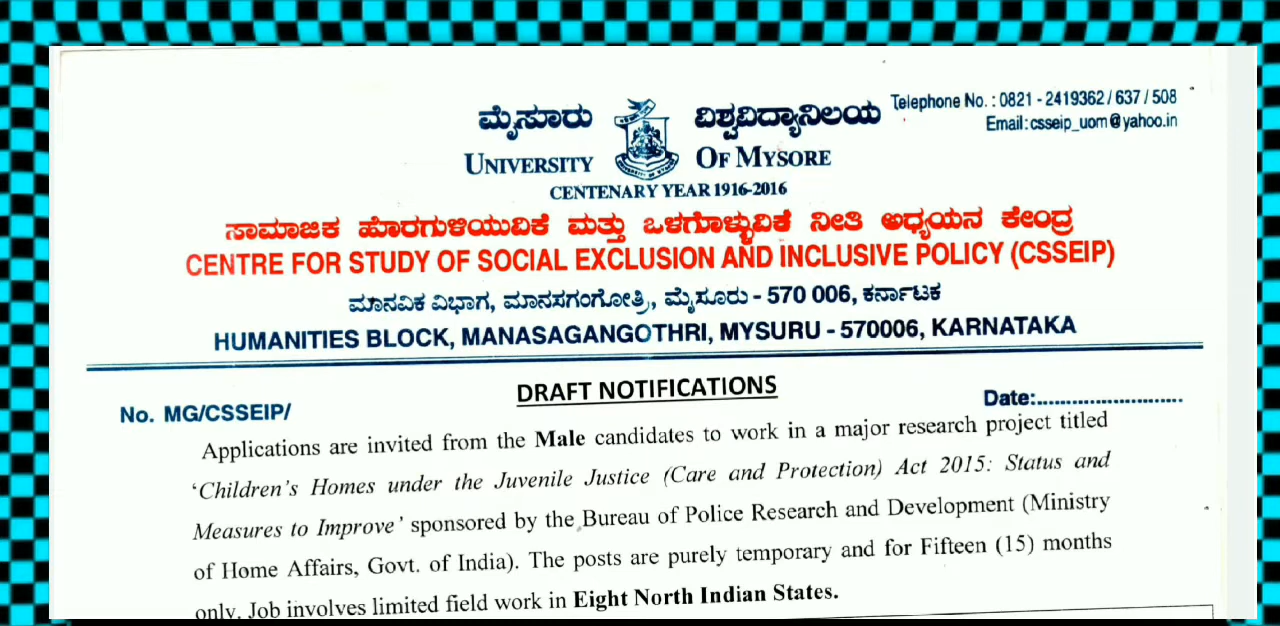 ಮೈಸೂರು ವಿಶ್ವವಿದ್ಯಾನಿಲಯ
Telephone No. : 0821 - 2419362 / 637 / 508
Email : csseip_uom@yahoo.in
UNIVERSITY OF MYSORE
CENTENARY YEAR 1916-2016
ಸಾಮಾಜಿಕ ಹೊರಗುಳಿಯುವಿಕೆ ಮತ್ತು ಒಳಗೊಳ್ಳುವಿಕೆ ನೀತಿ ಅಧ್ಯಯನ ಕೇಂದ್ರ
CENTRE FOR STUDY OF SOCIAL EXCLUSION AND INCLUSIVE POLICY (CSSEIP)
ಮಾನವಿಕ ವಿಭಾಗ, ಮಾನಸಗಂಗೋತ್ರಿ, ಮೈಸೂರು - 570 006, ಕರ್ನಾಟಕ
HUMANITIES BLOCK, MANASAGANGOTHRI, MYSURU - 570006, KARNATAKA
DRAFT NOTIFICATIONS
No. MG/CSSEIP/
Date:..........................
Applications are invited from the Male candidates to work in a major research project titled
‘Children’s Homes under the Juvenile Justice (Care and Protection) Act 2015: Status and
Measures to Improve’ sponsored by the Bureau of Police Research and Development (Ministry
of Home Affairs, Govt. of India). The posts are purely temporary and for Fifteen (15) months
only. Job involves limited field work in Eight North Indian States.